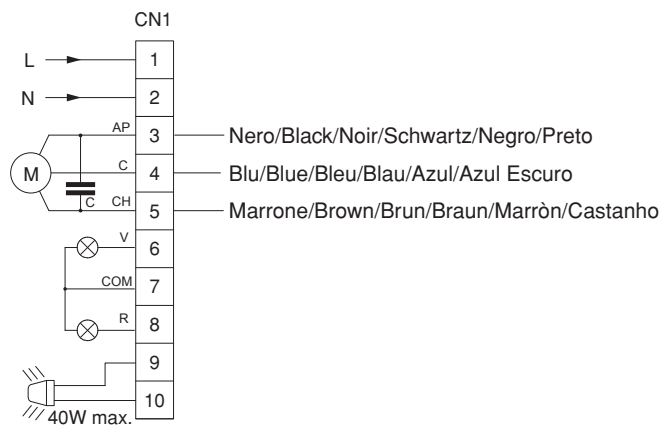 CN1
L 1
N 2
AP 3 Nero/Black/Noir/Schwartz/Negro/Preto
M C 4 Blu/Blue/Bleu/Blau/Azul/Azul Escuro
C CH 5 Marrone/Brown/Brun/Braun/Marròn/Castanho
V 6
COM 7
R 8
9
10
40W max.